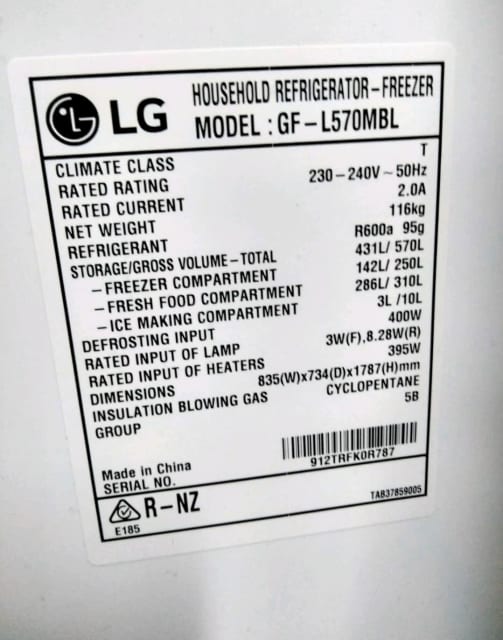 LG
HOUSEHOLD REFRIGERATOR-FREEZER
MODEL : GF-L570MBL
CLIMATE CLASS T
RATED RATING 230-240V ~ 50Hz
RATED CURRENT 2.0A
NET WEIGHT 116kg
REFRIGERANT R600a 95g
STORAGE/GROSS VOLUME-TOTAL 431L/ 570L
-FREEZER COMPARTMENT 142L/ 250L
-FRESH FOOD COMPARTMENT 286L/ 310L
-ICE MAKING COMPARTMENT 3L /10L
DEFROSTING INPUT 400W
RATED INPUT OF LAMP 3W(F),8.28W(R)
RATED INPUT OF HEATERS 395W
DIMENSIONS 835(W)x734(D)x1787(H)mm
INSULATION BLOWING GAS CYCLOPENTANE
GROUP 5B
912TRFK0R787
Made in China
SERIAL NO.
R-NZ
E185
TAB37859005